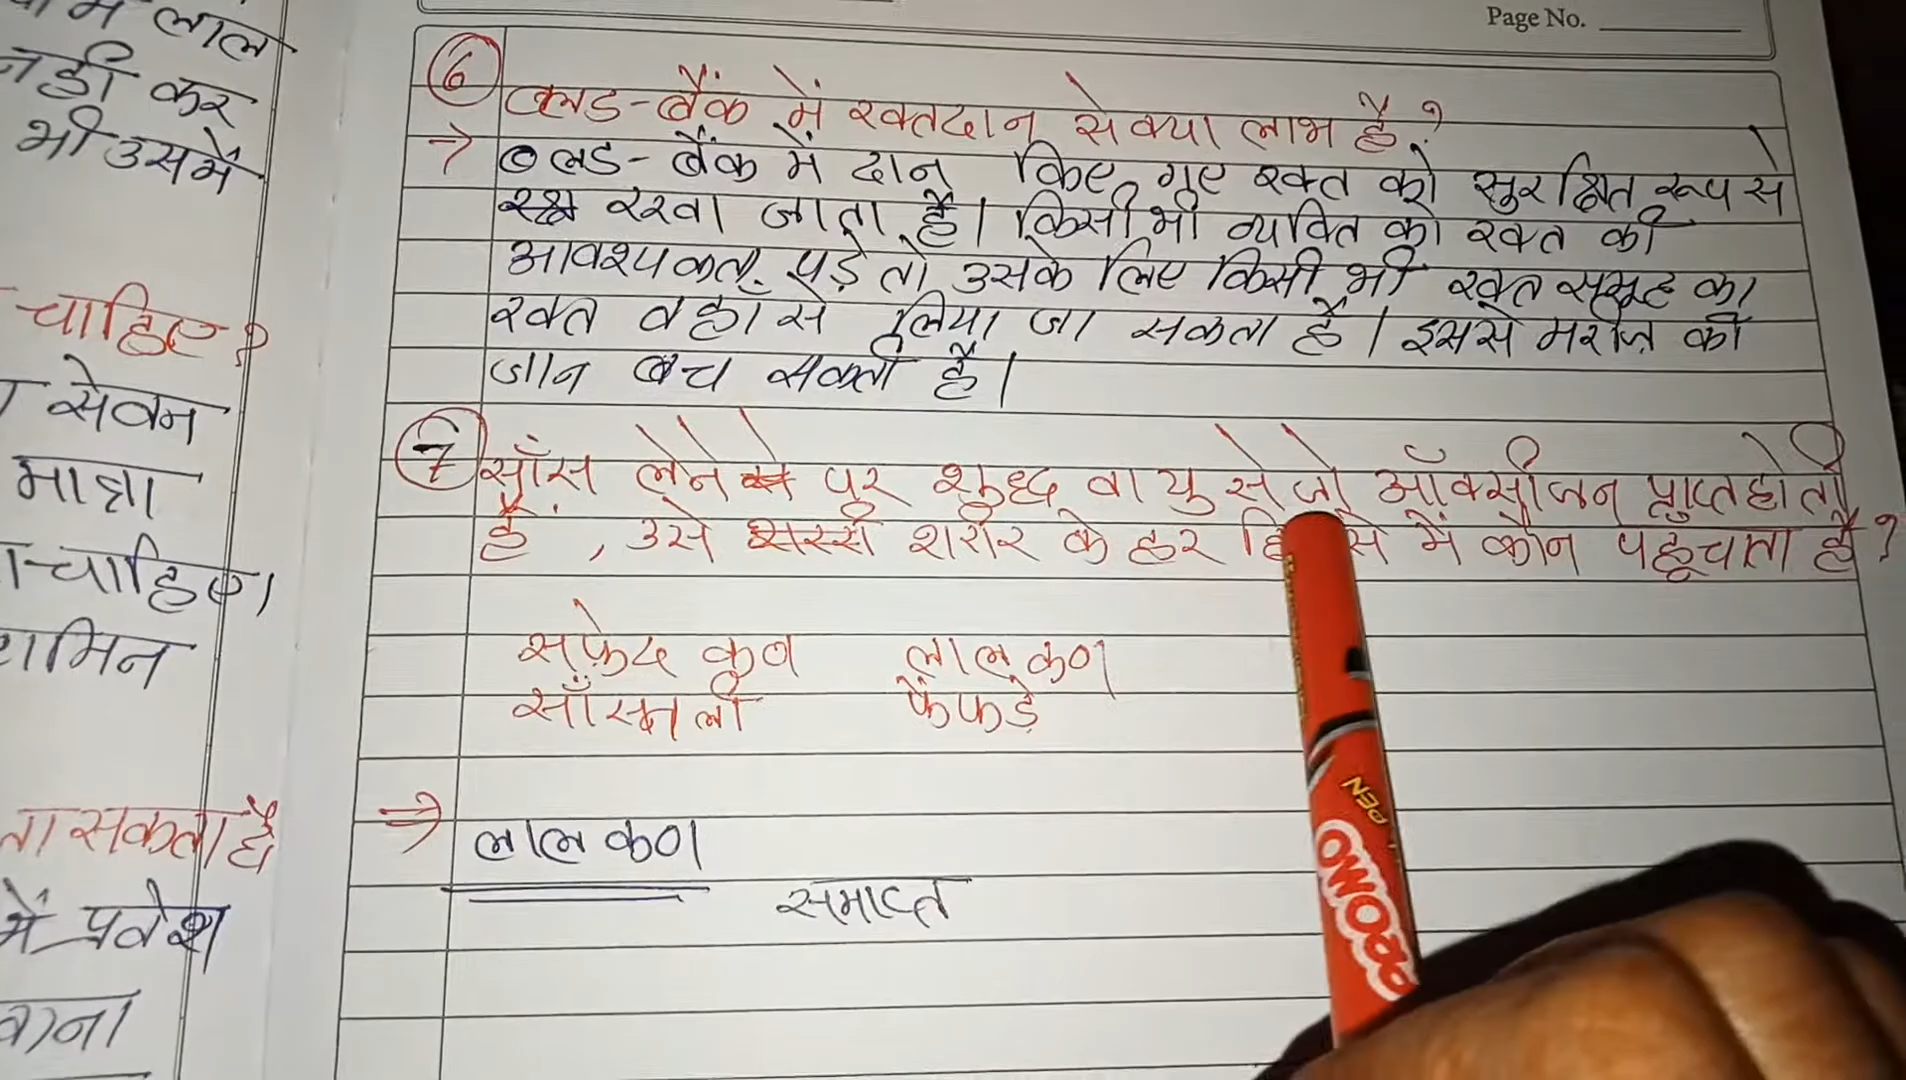 Page No.
म लाल
नहीं कर
भी उसमें
चाहिए?
सेवन
मात्रा
चाहिए।
ामिन
ता सकता है
में प्रवेश
वाना
6 ब्लड-बैंक में रक्तदान से क्या लाभ है?
→ ब्लड-बैंक में दान किए गए रक्त को सुरक्षित रूप से
रखा जाता है। किसी भी व्यक्ति को रक्त की
आवश्यकता पड़े तो उसके लिए किसी भी रक्त समूह का
रक्त वहाँ से लिया जा सकता है। इससे मरीज़ की
जान बच सकती है।
7 साँस लेने पर शुद्ध वायु से जो ऑक्सीजन प्राप्त होती
है, उसे शरीर के हर हिस्से में कौन पहूचाता है?
सफ़ेद कण लाल कण
साँस नली फेंफड़े
⇒ लाल कण
समाप्त
PEN